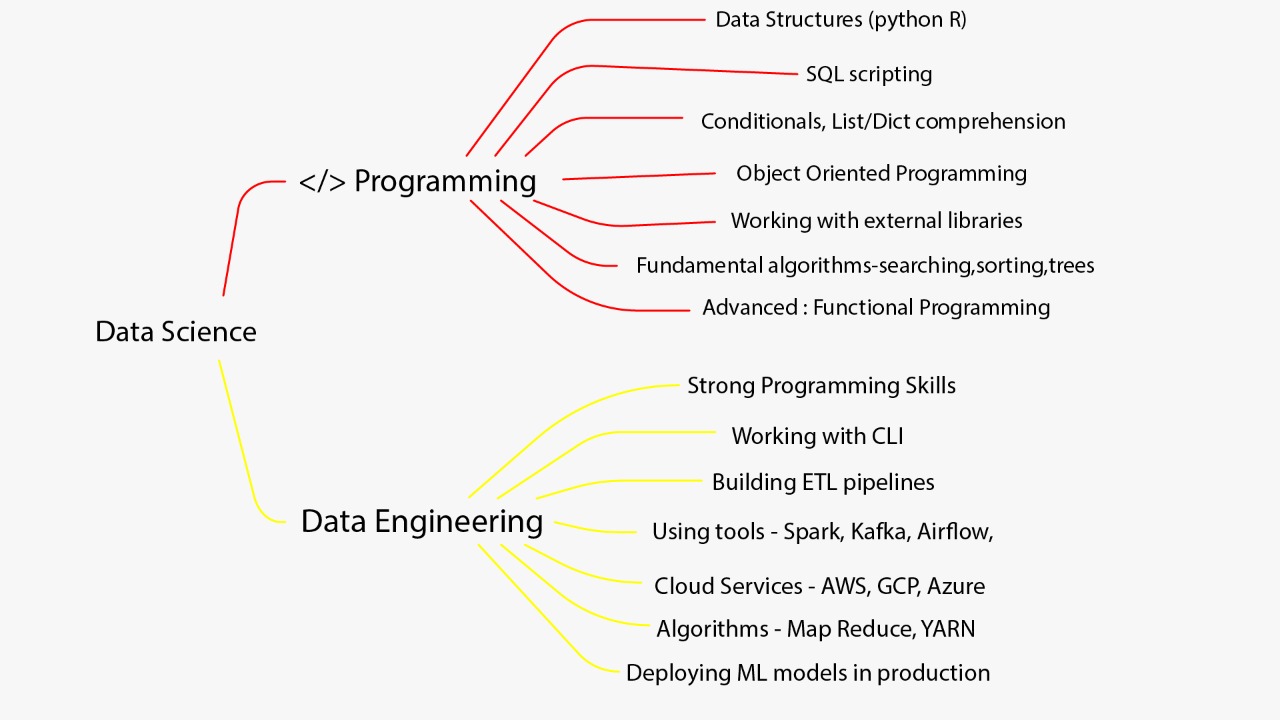 Data Structures (python R)
SQL scripting
Conditionals, List/Dict comprehension
</> Programming
Object Oriented Programming
Working with external libraries
Fundamental algorithms-searching,sorting,trees
Advanced : Functional Programming
Data Science
Strong Programming Skills
Working with CLI
Building ETL pipelines
Data Engineering
Using tools - Spark, Kafka, Airflow,
Cloud Services - AWS, GCP, Azure
Algorithms - Map Reduce, YARN
Deploying ML models in production